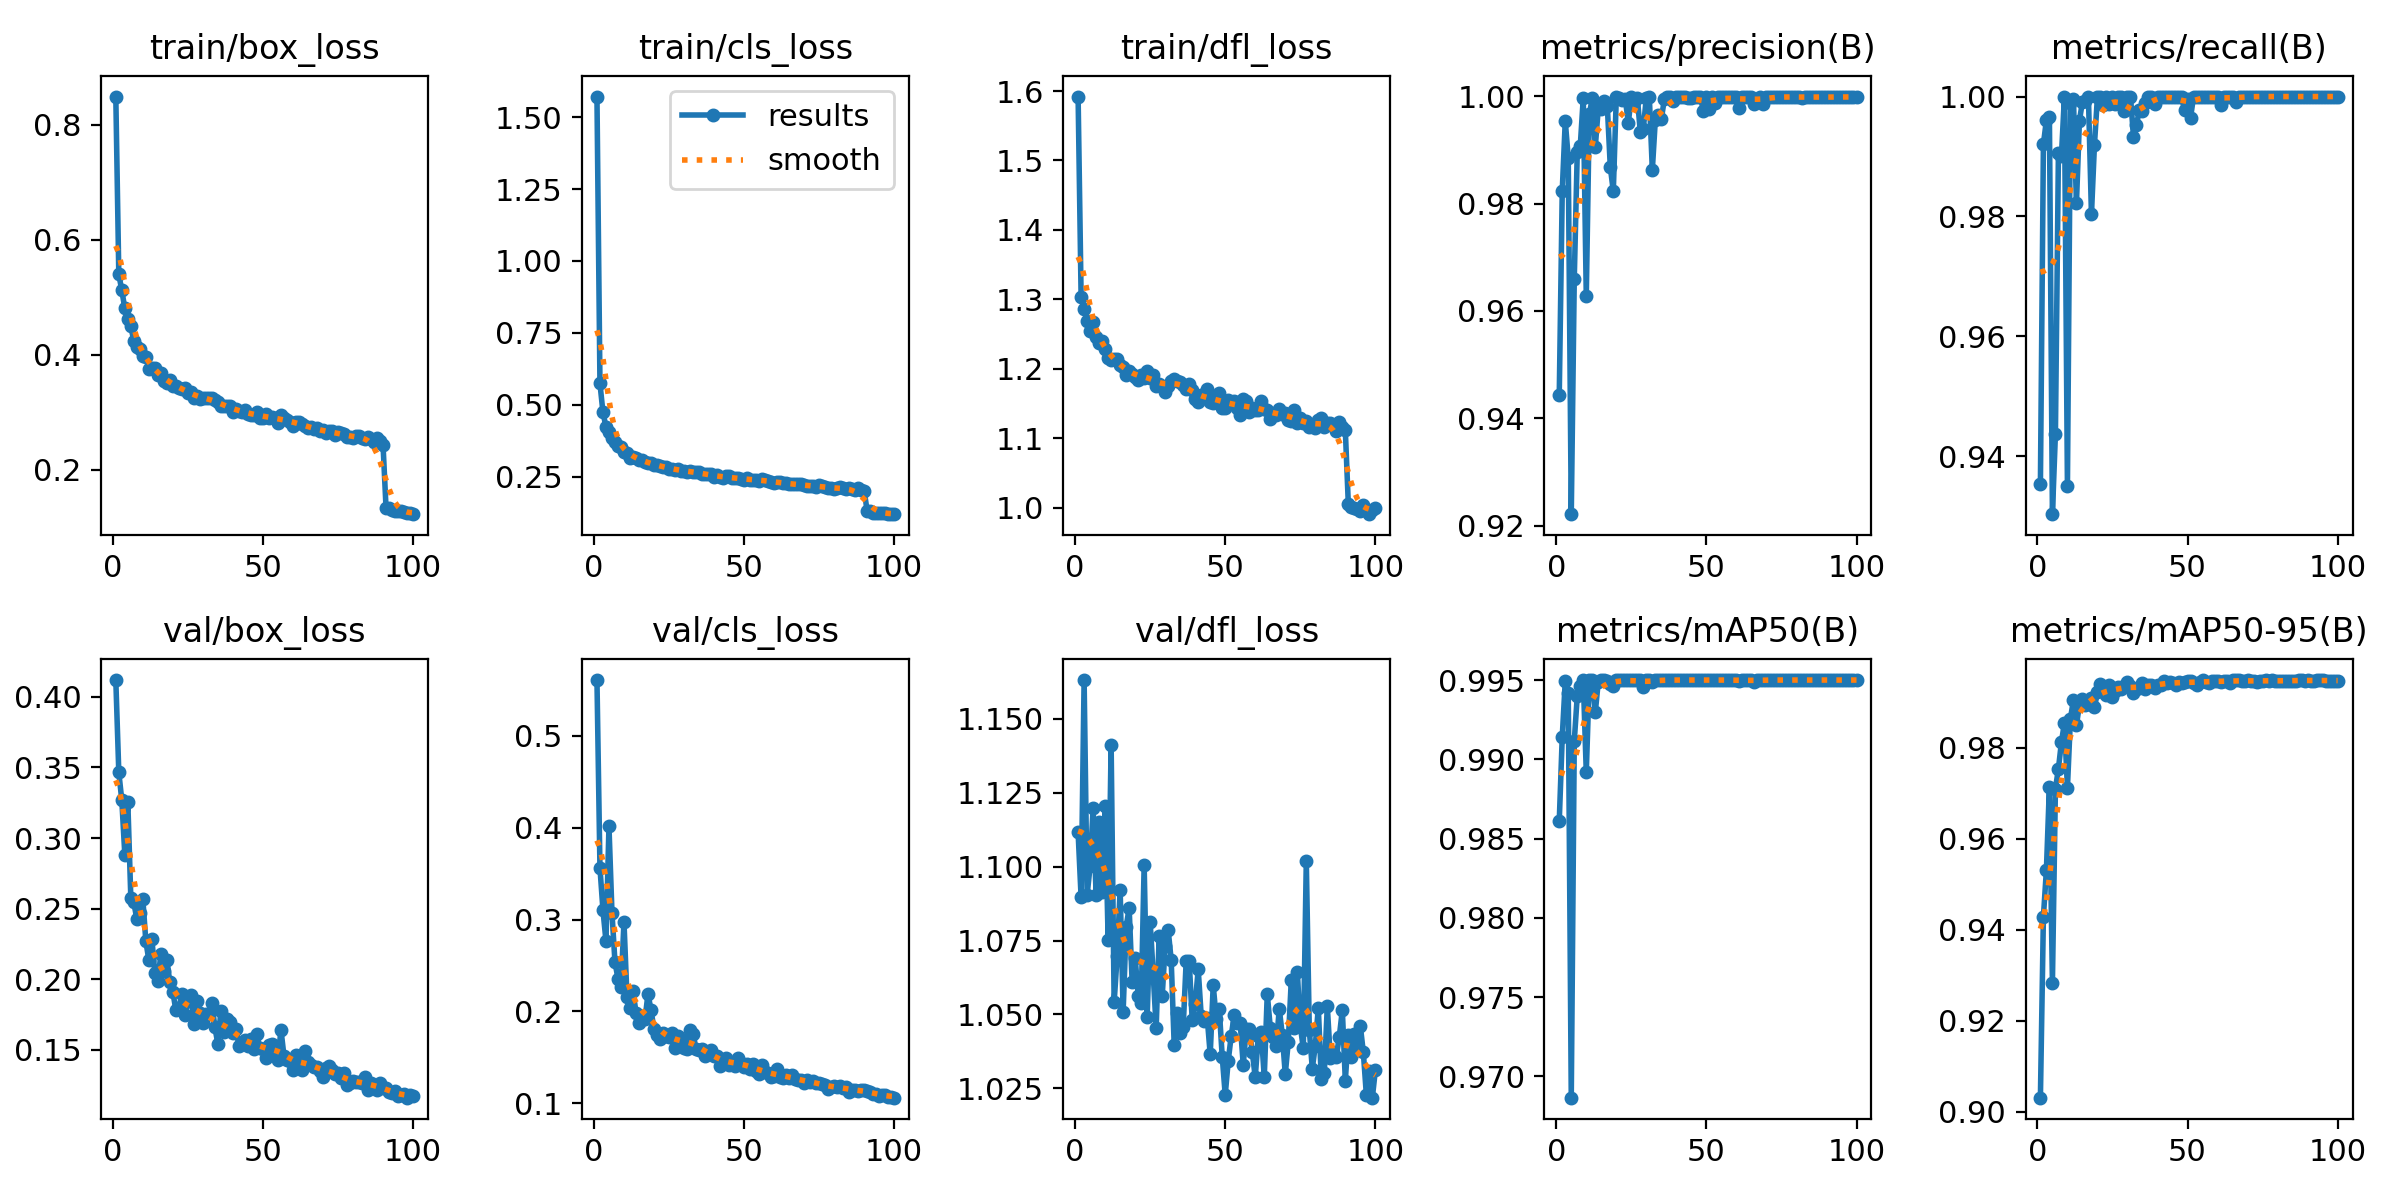 train/box_loss
0.8
0.6
0.4
0.2
0 50 100
train/cls_loss
results
smooth
1.50
1.25
1.00
0.75
0.50
0.25
0 50 100
train/dfl_loss
1.6
1.5
1.4
1.3
1.2
1.1
1.0
0 50 100
metrics/precision(B)
1.00
0.98
0.96
0.94
0.92
0 50 100
metrics/recall(B)
1.00
0.98
0.96
0.94
0 50 100
val/box_loss
0.40
0.35
0.30
0.25
0.20
0.15
0 50 100
val/cls_loss
0.5
0.4
0.3
0.2
0.1
0 50 100
val/dfl_loss
1.150
1.125
1.100
1.075
1.050
1.025
0 50 100
metrics/mAP50(B)
0.995
0.990
0.985
0.980
0.975
0.970
0 50 100
metrics/mAP50-95(B)
0.98
0.96
0.94
0.92
0.90
0 50 100